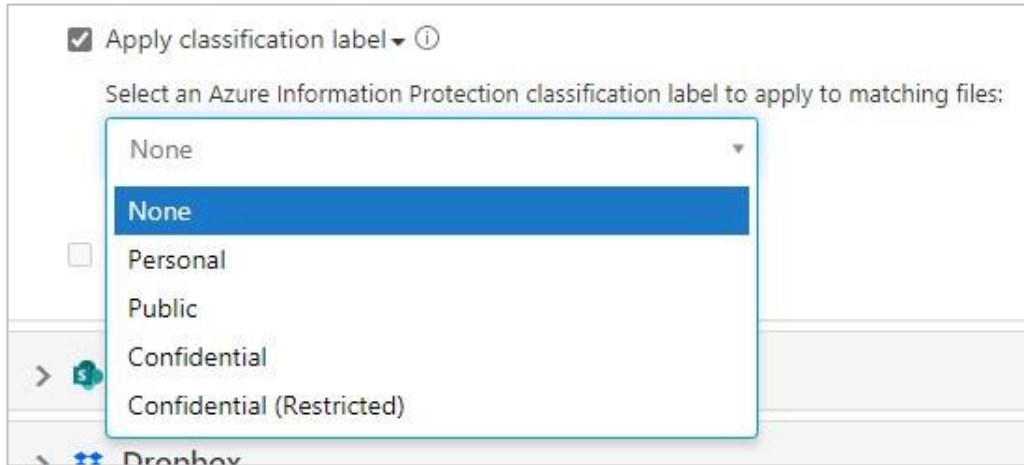 Apply classification label
Select an Azure Information Protection classification label to apply to matching files:
None
None
Personal
Public
Confidential
Confidential (Restricted)
Dropbox